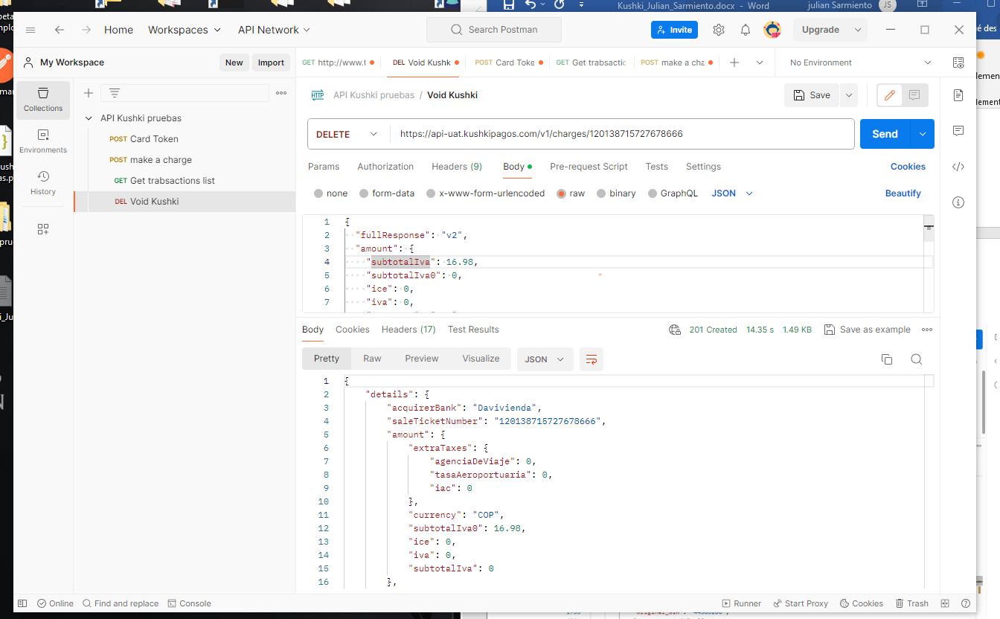 Kushki_Julian_Sarmiento.docx - Word
julian Sarmiento
JS
Home
Workspaces
API Network
Search Postman
Invite
Upgrade
My Workspace
New
Import
GET http://www.t
DEL Void Kushk
POST Card Toke
GET Get trabsactic
POST make a cha
No Environment
Collections
Environments
History
API Kushki pruebas
POST Card Token
POST make a charge
GET Get trabsactions list
DEL Void Kushki
HTTP
API Kushki pruebas / Void Kushki
Save
DELETE
https://api-uat.kushkipagos.com/v1/charges/120138715727678666
Send
Params
Authorization
Headers (9)
Body
Pre-request Script
Tests
Settings
Cookies
none
form-data
x-www-form-urlencoded
raw
binary
GraphQL
JSON
Beautify
1 {
2 "fullResponse": "v2",
3 "amount": {
4 "subtotalIva": 16.98,
5 "subtotalIva0": 0,
6 "ice": 0,
7 "iva": 0,
Body
Cookies
Headers (17)
Test Results
201 Created
14.35 s
1.49 KB
Save as example
Pretty
Raw
Preview
Visualize
JSON
1 {
2 "details": {
3 "acquirerBank": "Davivienda",
4 "saleTicketNumber": "120138715727678666",
5 "amount": {
6 "extraTaxes": {
7 "agenciaDeViaje": 0,
8 "tasaAeroportuaria": 0,
9 "iac": 0
10 },
11 "currency": "COP",
12 "subtotalIva0": 16.98,
13 "ice": 0,
14 "iva": 0,
15 "subtotalIva": 0
16 },
Online
Find and replace
Console
Runner
Start Proxy
Cookies
Trash